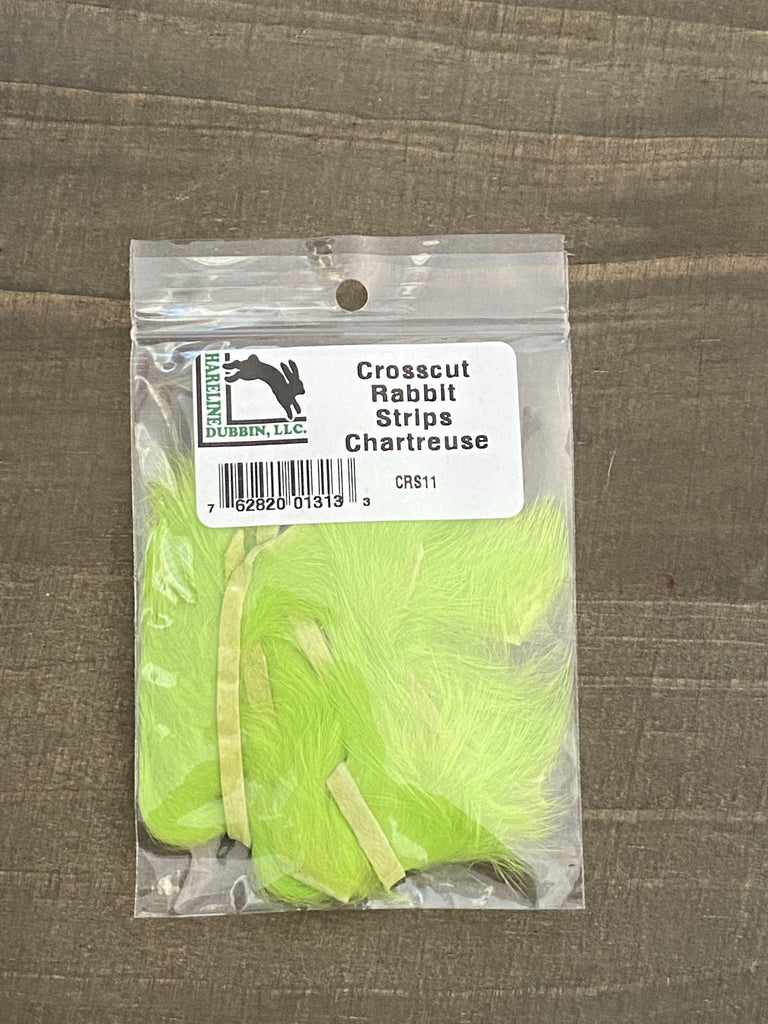 HARELINE
DUBBIN, LLC.
Crosscut
Rabbit
Strips
Chartreuse
CRS11
7 62820 01313 3